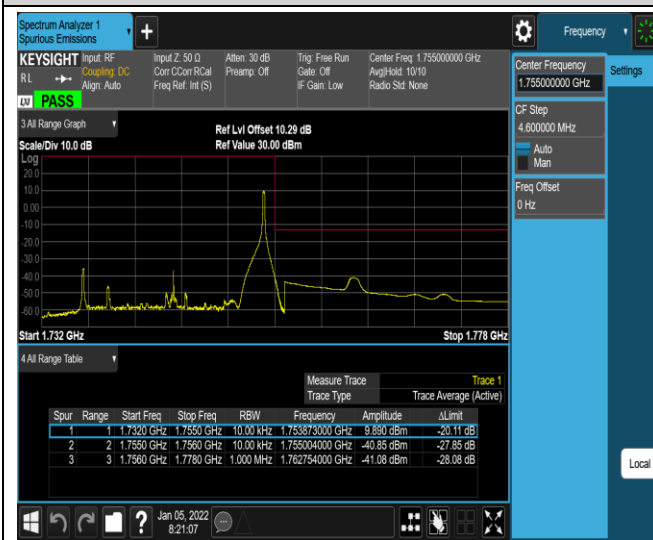 Spectrum Analyzer 1
Spurious Emissions
Frequency
KEYSIGHT Input: RF
RL
Coupling: DC
Align: Auto
Input Z: 50 Ω
Corr CCorr RCal
Freq Ref: Int (S)
Atten: 30 dB
Preamp: Off
Trig: Free Run
Gate: Off
IF Gain: Low
Center Freq: 1.755000000 GHz
Avg|Hold: 10/10
Radio Std: None
LXI PASS
Center Frequency
1.755000000 GHz
Settings
CF Step
4.600000 MHz
Auto
Man
Freq Offset
0 Hz
3 All Range Graph
Ref Lvl Offset 10.29 dB
Scale/Div 10.0 dB
Ref Value 30.00 dBm
Log
20.0
10.0
0.00
-10.0
-20.0
-30.0
-40.0
-50.0
-60.0
Start 1.732 GHz
Stop 1.778 GHz
4 All Range Table
Measure Trace Trace 1
Trace Type Trace Average (Active)
Spur Range Start Freq Stop Freq RBW Frequency Amplitude ΔLimit
1 1 1.7320 GHz 1.7550 GHz 10.00 kHz 1.753873000 GHz 9.890 dBm -20.11 dB
2 2 1.7550 GHz 1.7560 GHz 10.00 kHz 1.755004000 GHz -40.85 dBm -27.85 dB
3 3 1.7560 GHz 1.7780 GHz 1.000 MHz 1.762754000 GHz -41.08 dBm -28.08 dB
Local
Jan 05, 2022
8:21:07